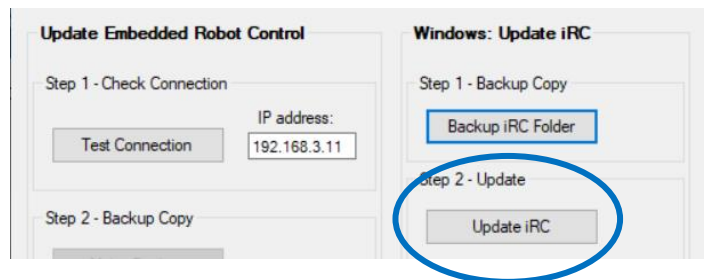 Update Embedded Robot Control
Step 1 - Check Connection
IP address:
Test Connection
192.168.3.11
Step 2 - Backup Copy
Windows: Update iRC
Step 1 - Backup Copy
Backup iRC Folder
Step 2 - Update
Update iRC